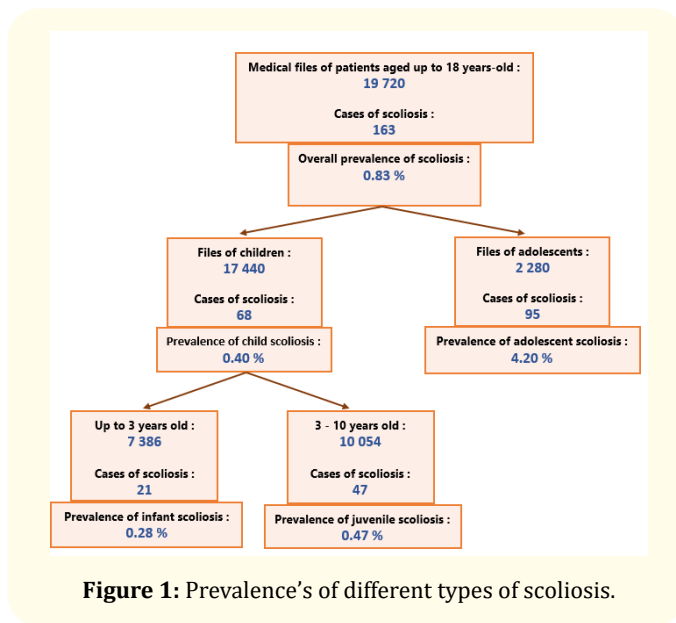 Medical files of patients aged up to 18 years-old :
19 720
Cases of scoliosis :
163
Overall prevalence of scoliosis :
0.83 %
Files of children :
17 440
Cases of scoliosis :
68
Prevalence of child scoliosis :
0.40 %
Files of adolescents :
2 280
Cases of scoliosis :
95
Prevalence of adolescent scoliosis :
4.20 %
Up to 3 years old :
7 386
Cases of scoliosis :
21
Prevalence of infant scoliosis :
0.28 %
3 - 10 years old :
10 054
Cases of scoliosis :
47
Prevalence of juvenile scoliosis :
0.47 %
Figure 1: Prevalence’s of different types of scoliosis.